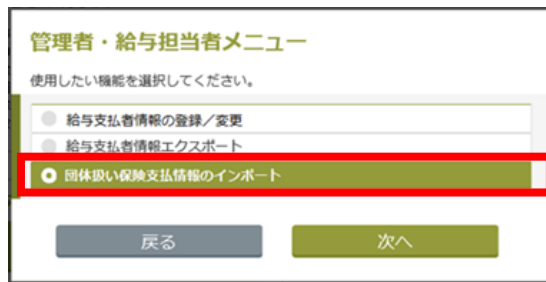 管理者・給与担当者メニュー
使用したい機能を選択してください。
給与支払者情報の登録／変更
給与支払者情報エクスポート
団体扱い保険支払情報のインポート
戻る
次へ